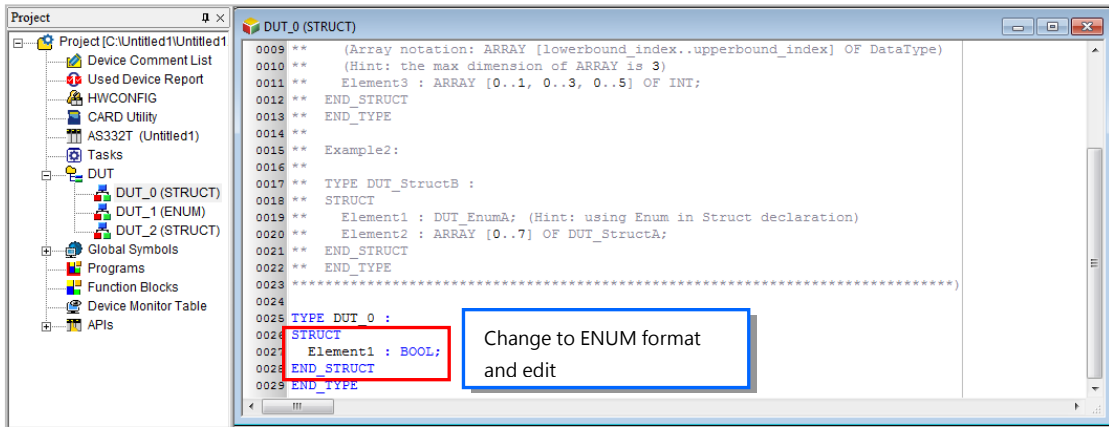 Project
Project [C:\Untitled1\Untitled1
Device Comment List
Used Device Report
HWCONFIG
CARD Utility
AS332T (Untitled1)
Tasks
DUT
DUT_0 (STRUCT)
DUT_1 (ENUM)
DUT_2 (STRUCT)
Global Symbols
Programs
Function Blocks
Device Monitor Table
APIs
DUT_0 (STRUCT)
0009 ** (Array notation: ARRAY [lowerbound_index..upperbound_index] OF DataType)
0010 ** (Hint: the max dimension of ARRAY is 3)
0011 ** Element3 : ARRAY [0..1, 0..3, 0..5] OF INT;
0012 ** END_STRUCT
0013 ** END_TYPE
0014 **
0015 ** Example2:
0016 **
0017 ** TYPE DUT_StructB :
0018 ** STRUCT
0019 ** Element1 : DUT_EnumA; (Hint: using Enum in Struct declaration)
0020 ** Element2 : ARRAY [0..7] OF DUT_StructA;
0021 ** END_STRUCT
0022 ** END_TYPE
0023 *******************************************************************************)
0024
0025 TYPE DUT_0 :
0026 STRUCT
0027 Element1 : BOOL;
0028 END_STRUCT
0029 END_TYPE
Change to ENUM format
and edit